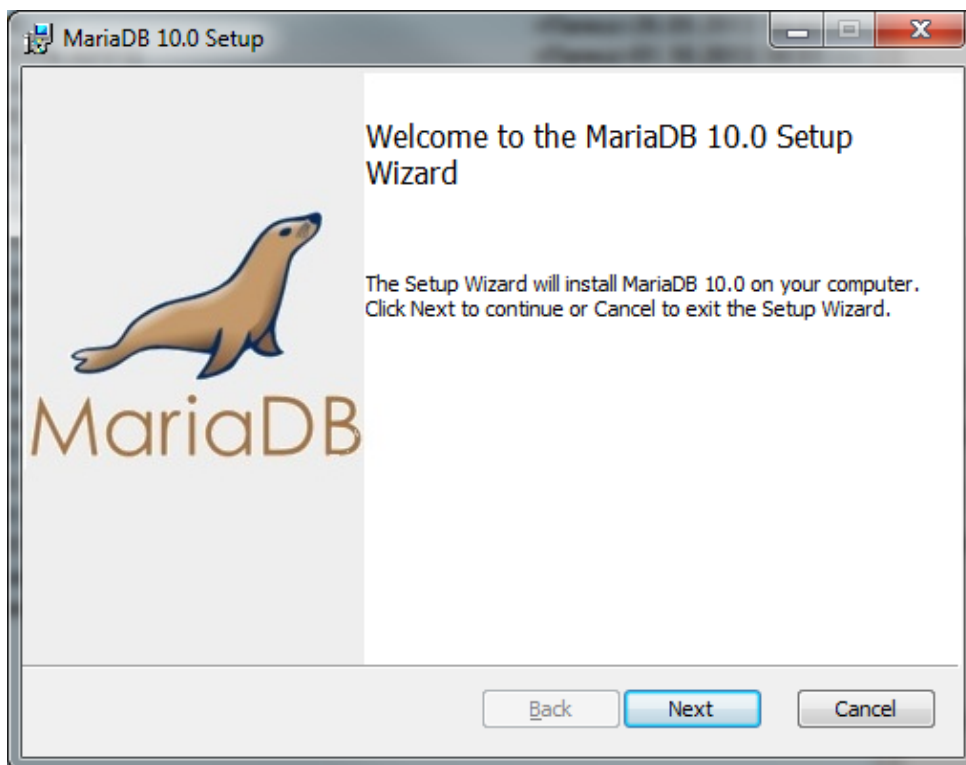 MariaDB 10.0 Setup
Welcome to the MariaDB 10.0 Setup
Wizard
The Setup Wizard will install MariaDB 10.0 on your computer.
Click Next to continue or Cancel to exit the Setup Wizard.
MariaDB
Back
Next
Cancel